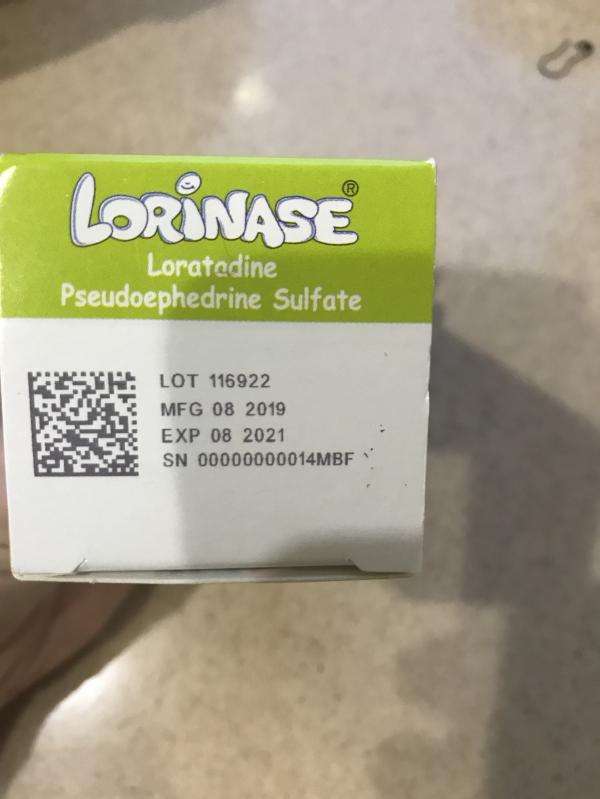 LORINASE®
Loratadine
Pseudoephedrine Sulfate
LOT 116922
MFG 08 2019
EXP 08 2021
SN 00000000014MBF